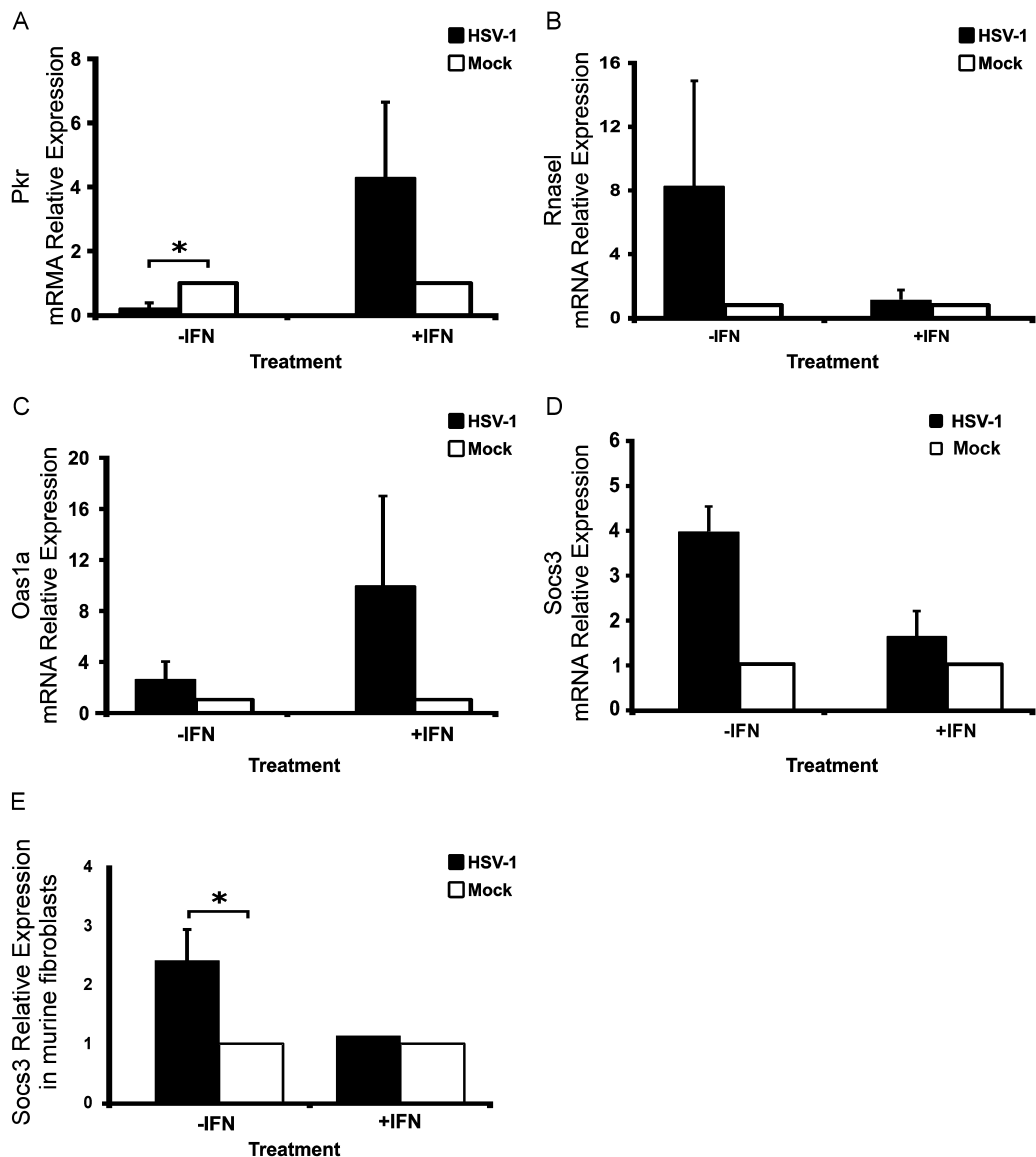 A
HSV-1
Mock
Pkr
mRMA Relative Expression
8
6
4
2
0
*
-IFN
+IFN
Treatment
B
HSV-1
Mock
Rnasel
mRNA Relative Expression
16
12
8
4
0
-IFN
+IFN
Treatment
C
HSV-1
Mock
Oas1a
mRNA Relative Expression
20
16
12
8
4
0
-IFN
+IFN
Treatment
D
HSV-1
Mock
Socs3
mRNA Relative Expression
6
5
4
3
2
1
0
-IFN
+IFN
Treatment
E
HSV-1
Mock
Socs3 Relative Expression
in murine fibroblasts
4
3
2
1
0
*
-IFN
+IFN
Treatment